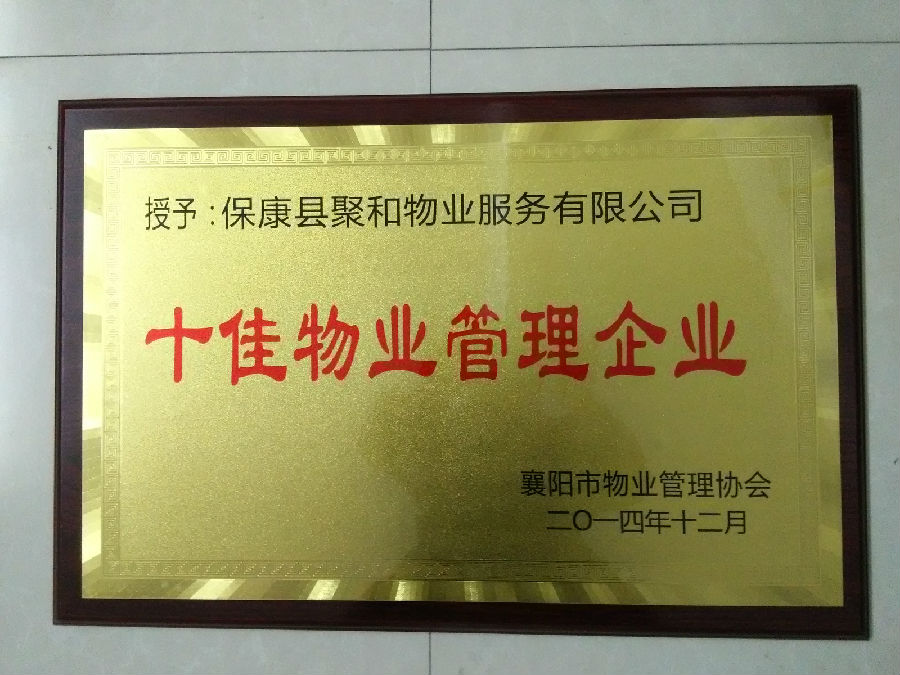 授予:保康县聚和物业服务有限公司
十佳物业管理企业
襄阳市物业管理协会
二〇一四年十二月